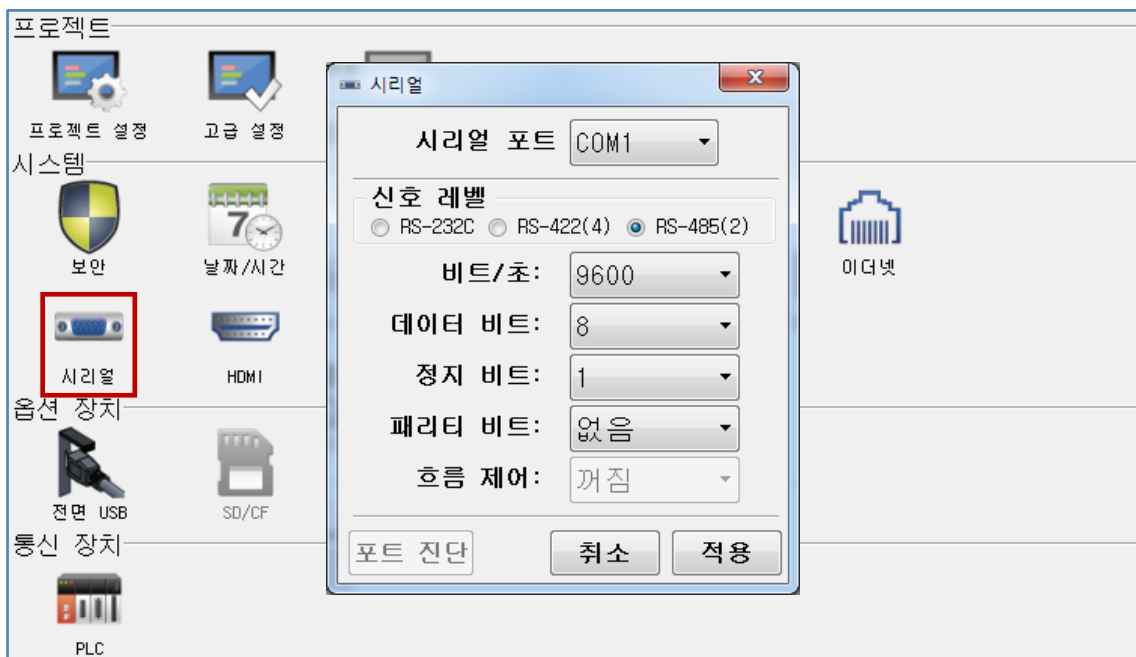 프로젝트
프로젝트 설정
고급 설정
시스템
보안
날짜/시간
7
이더넷
시리얼
HDMI
옵션 장치
전면 USB
SD/CF
통신 장치
PLC
시리얼
X
시리얼 포트 COM1
신호 레벨
RS-232C RS-422(4) RS-485(2)
비트/초: 9600
데이터 비트: 8
정지 비트: 1
패리티 비트: 없음
흐름 제어: 꺼짐
포트 진단 취소 적용